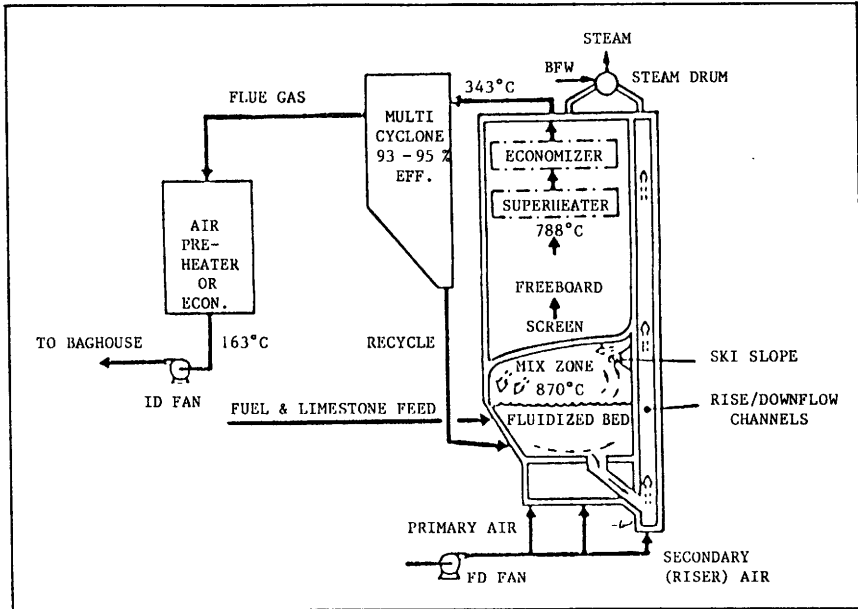 STEAM
BFW
STEAM DRUM
343°C
FLUE GAS
MULTI
CYCLONE
93 - 95 %
EFF.
ECONOMIZER
SUPERHEATER
788°C
AIR
PRE-
HEATER
OR
ECON.
FREEBOARD
SCREEN
TO BAGHOUSE
163°C
RECYCLE
SKI SLOPE
MIX ZONE
870°C
ID FAN
FUEL & LIMESTONE FEED
FLUIDIZED BED
RISE/DOWNFLOW
CHANNELS
PRIMARY AIR
FD FAN
SECONDARY
(RISER) AIR